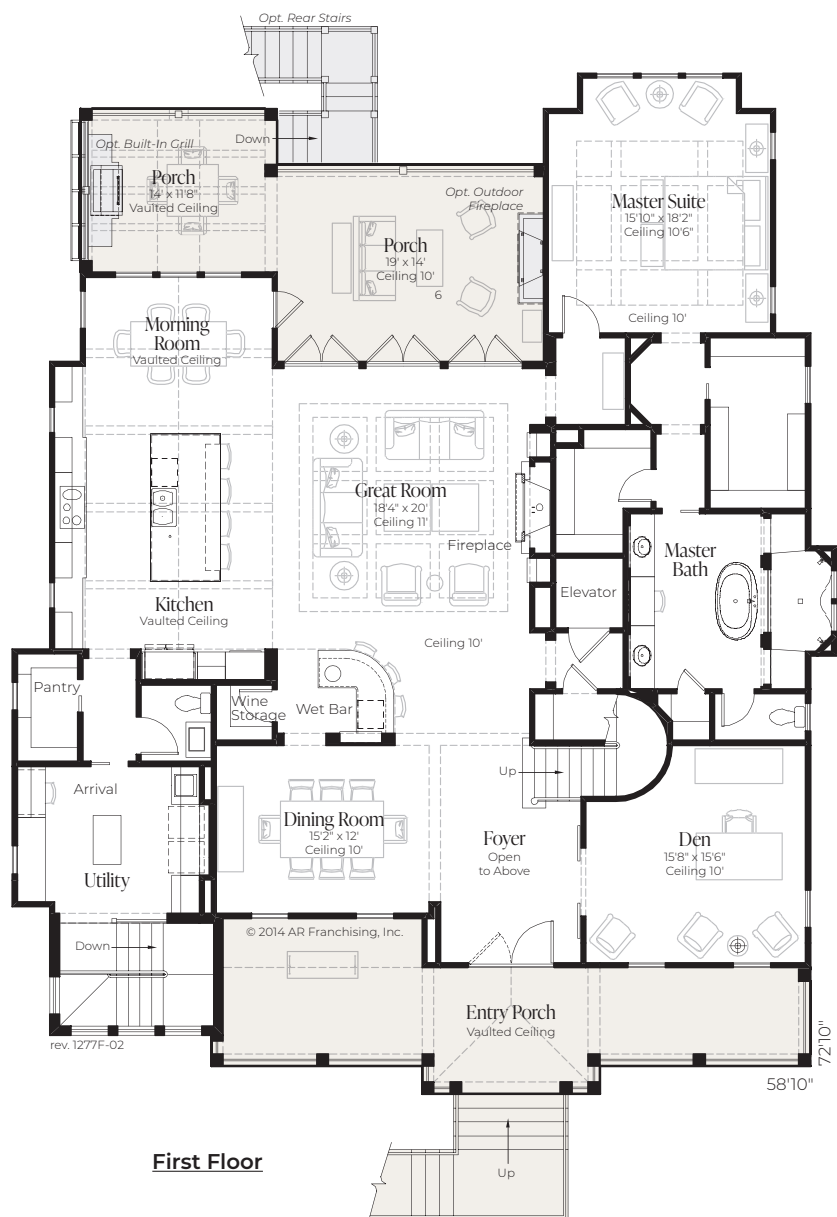 Opt. Rear Stairs
Down
Opt. Built-In Grill
Porch
14' x 11'8"
Vaulted Ceiling
Opt. Outdoor
Fireplace
Porch
19' x 14'
Ceiling 10'
6
Master Suite
15'10" x 18'2"
Ceiling 10'6"
Ceiling 10'
Morning
Room
Vaulted Ceiling
Great Room
18'4" x 20'
Ceiling 11'
Fireplace
Master
Bath
Elevator
Kitchen
Vaulted Ceiling
Ceiling 10'
Pantry
Wine
Storage
Wet Bar
Up
Arrival
Utility
Dining Room
15'2" x 12'
Ceiling 10'
Foyer
Open
to Above
Den
15'8" x 15'6"
Ceiling 10'
Down
© 2014 AR Franchising, Inc.
Entry Porch
Vaulted Ceiling
rev. 1277F-02
72'10"
58'10"
First Floor
Up